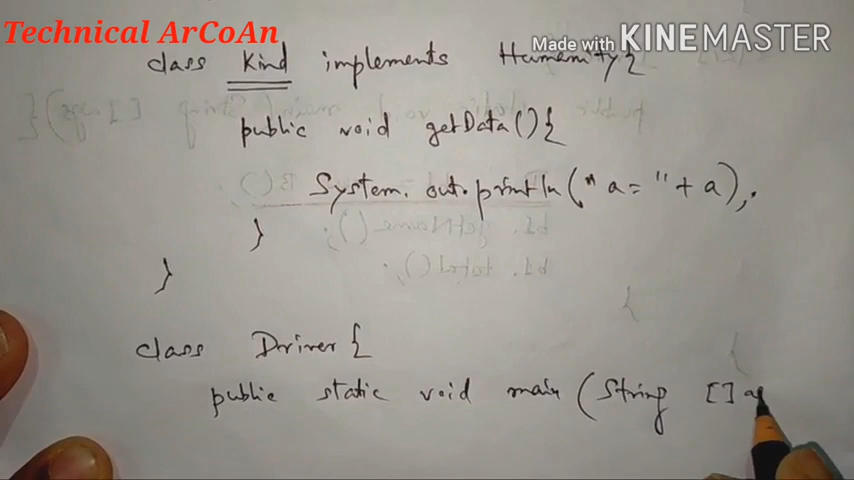 Technical ArCoAn
Made with KINEMASTER
class Kind implements Humanity{
public void getData(){
System.out.println("a= "+a);
}
}
class Driver{
public static void main (String []a